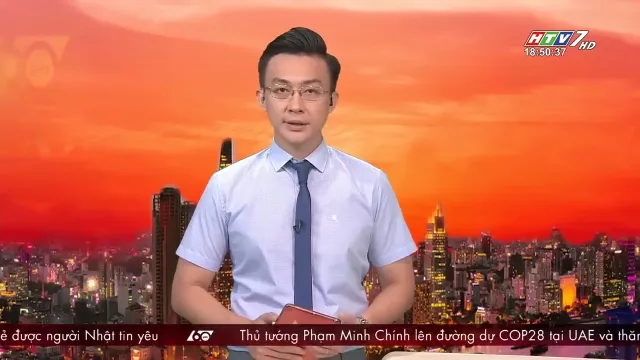 HTV7 HD
18:50:37
ẻ được người Nhật tin yêu 60 Thủ tướng Phạm Minh Chính lên đường dự COP28 tại UAE và thă